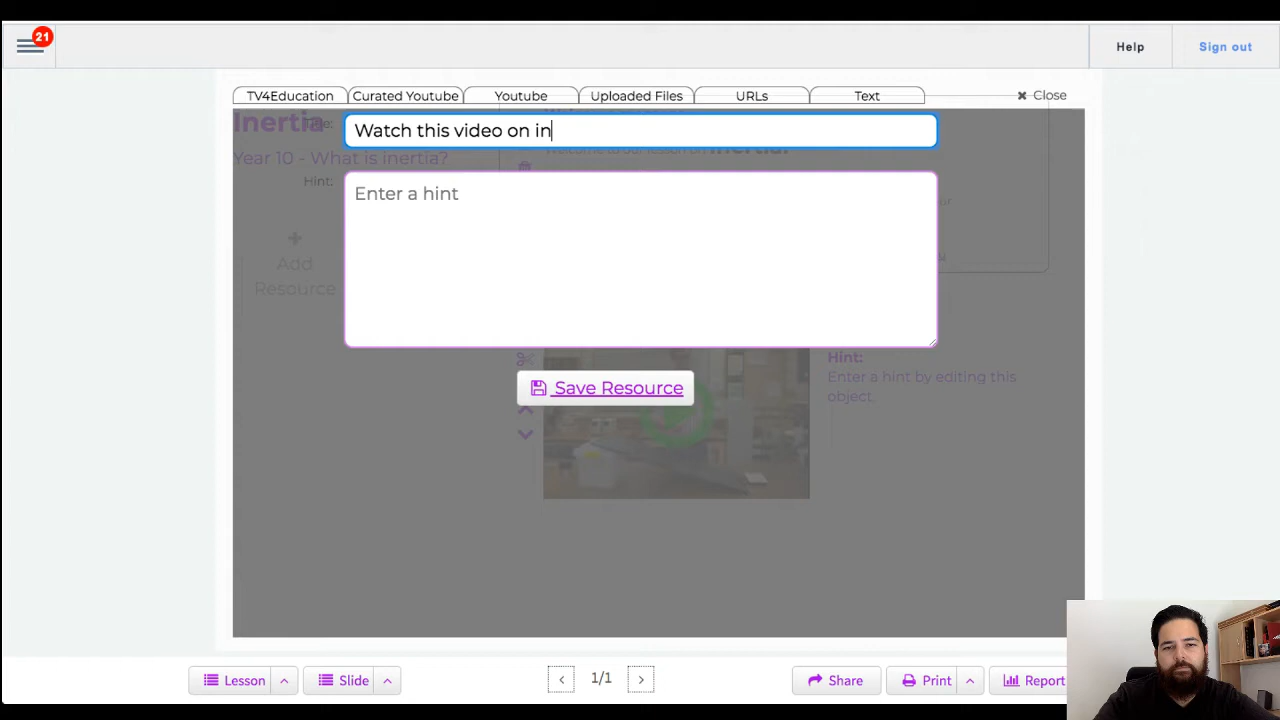 21
Help
Sign out
TV4Education
Curated Youtube
Youtube
Uploaded Files
URLs
Text
Close
Inertia
Title:
Watch this video on in
Year 10 - What is inertia?
Hint:
Enter a hint
Add
Resource
Save Resource
Hint:
Enter a hint by editing this
object.
Lesson
Slide
1/1
Share
Print
Report